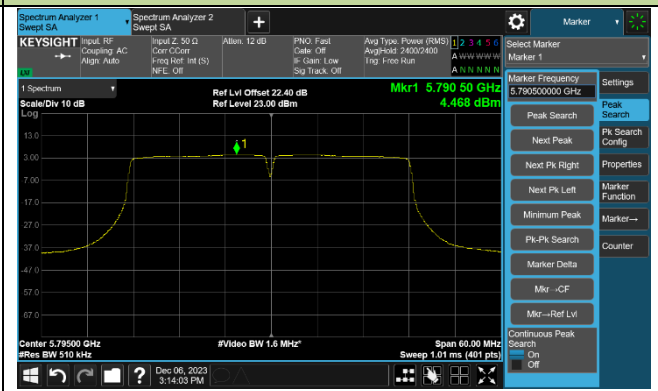 Spectrum Analyzer 1
Swept SA
Spectrum Analyzer 2
Swept SA
+
Marker
KEYSIGHT
Input: RF
Coupling: AC
Align: Auto
Input Z: 50 Ω
Corr CCorr
Freq Ref: Int (S)
NFE: Off
Atten: 12 dB
PNO: Fast
Gate: Off
IF Gain: Low
Sig Track: Off
Avg Type: Power (RMS)
Avg|Hold: 2400/2400
Trig: Free Run
1 2 3 4 5 6
A W W W W W
A N N N N N
Select Marker
Marker 1
LXI
1 Spectrum
Scale/Div 10 dB
Log
Ref Lvl Offset 22.40 dB
Ref Level 23.00 dBm
Mkr1 5.790 50 GHz
4.468 dBm
1
13.0
3.00
-7.00
-17.0
-27.0
-37.0
-47.0
-57.0
-67.0
Center 5.79500 GHz
#Res BW 510 kHz
#Video BW 1.6 MHz*
Span 60.00 MHz
Sweep 1.01 ms (401 pts)
Marker Frequency
5.790500000 GHz
Peak Search
Next Peak
Next Pk Right
Next Pk Left
Minimum Peak
Pk-Pk Search
Marker Delta
Mkr→CF
Mkr→Ref Lvl
Continuous Peak
Search
On
Off
Settings
Peak
Search
Pk Search
Config
Properties
Marker
Function
Marker→
Counter
?
Dec 06, 2023
3:14:03 PM